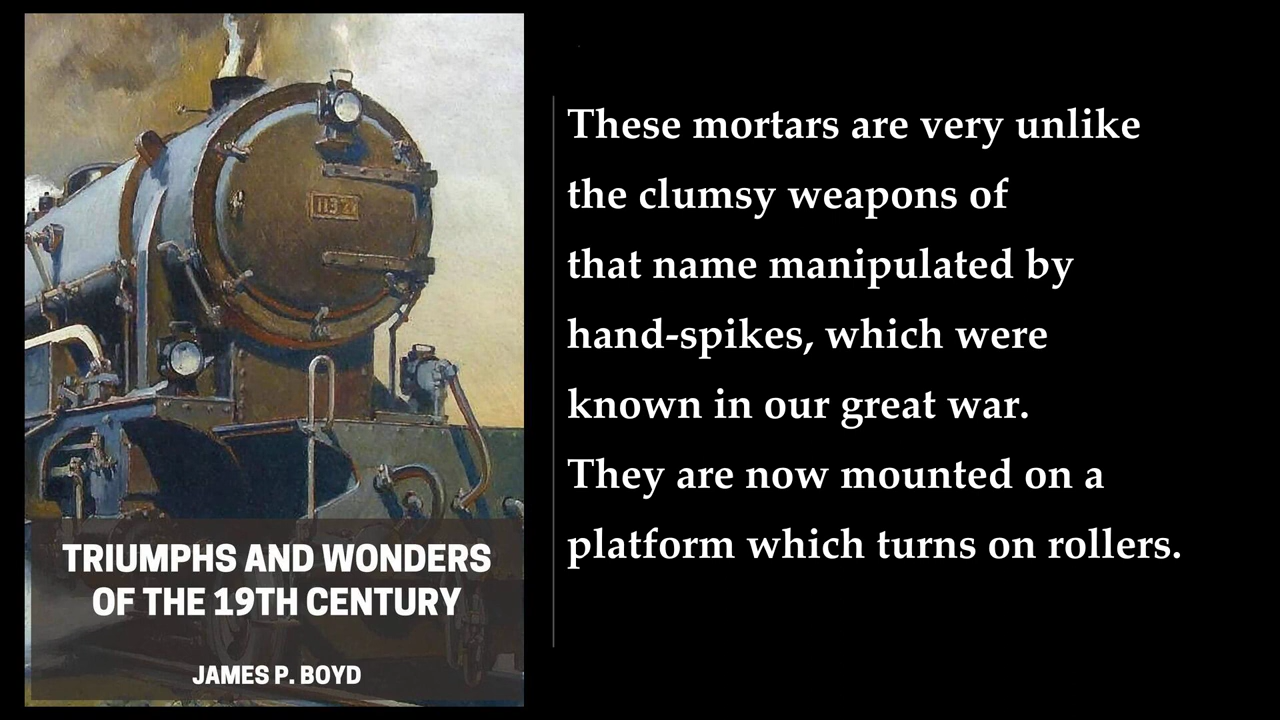 113
TRIUMPHS AND WONDERS
OF THE 19TH CENTURY
JAMES P. BOYD
These mortars are very unlike
the clumsy weapons of
that name manipulated by
hand-spikes, which were
known in our great war.
They are now mounted on a
platform which turns on rollers.